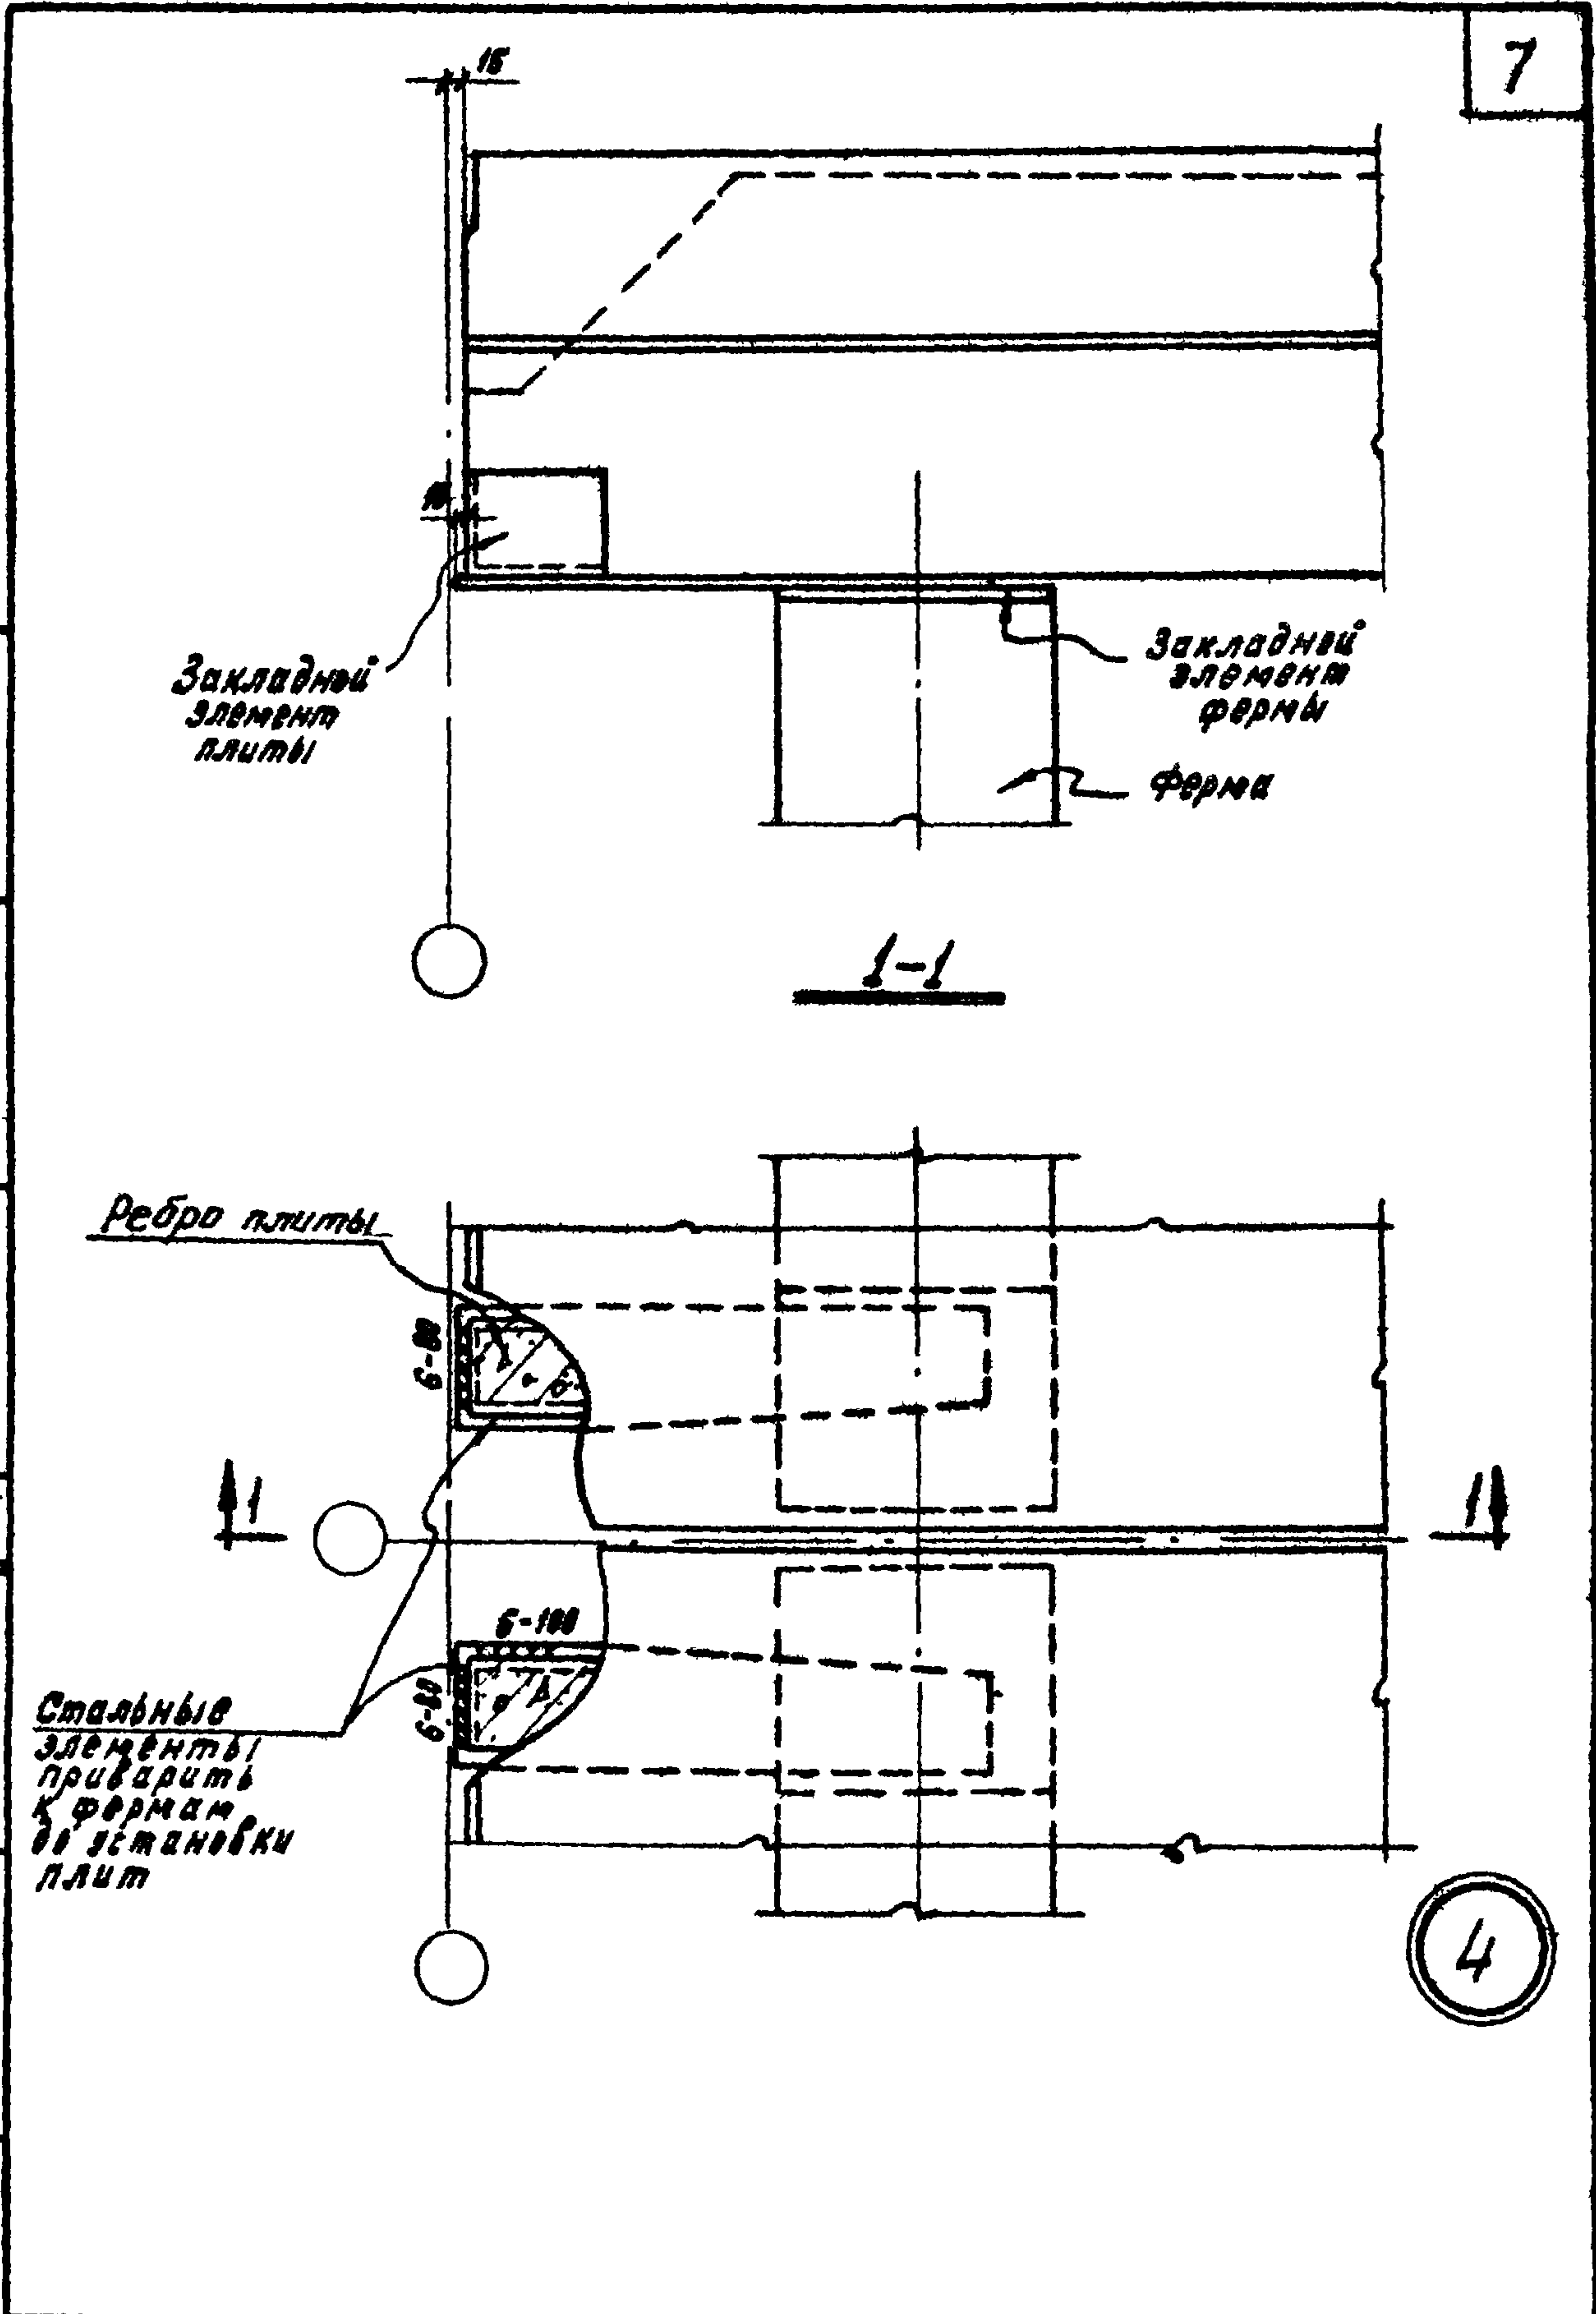 7
15
10
Закладной
элемент
плиты
Закладной
элемент
фермы
Ферма
1-1
Ребро плиты
6-80
1
1
6-100
6-80
Стальные
элементы
приварить
к фермам
до установки
плит
4